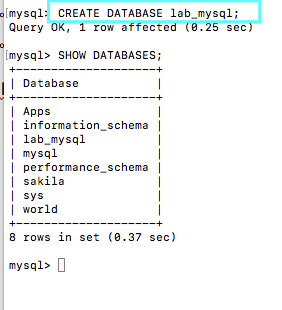 mysql> CREATE DATABASE lab_mysql;
Query OK, 1 row affected (0.25 sec)
mysql> SHOW DATABASES;
+--------------------+
| Database           |
+--------------------+
| Apps               |
| information_schema |
| lab_mysql          |
| mysql              |
| performance_schema |
| sakila             |
| sys                |
| world              |
+--------------------+
8 rows in set (0.37 sec)
mysql>